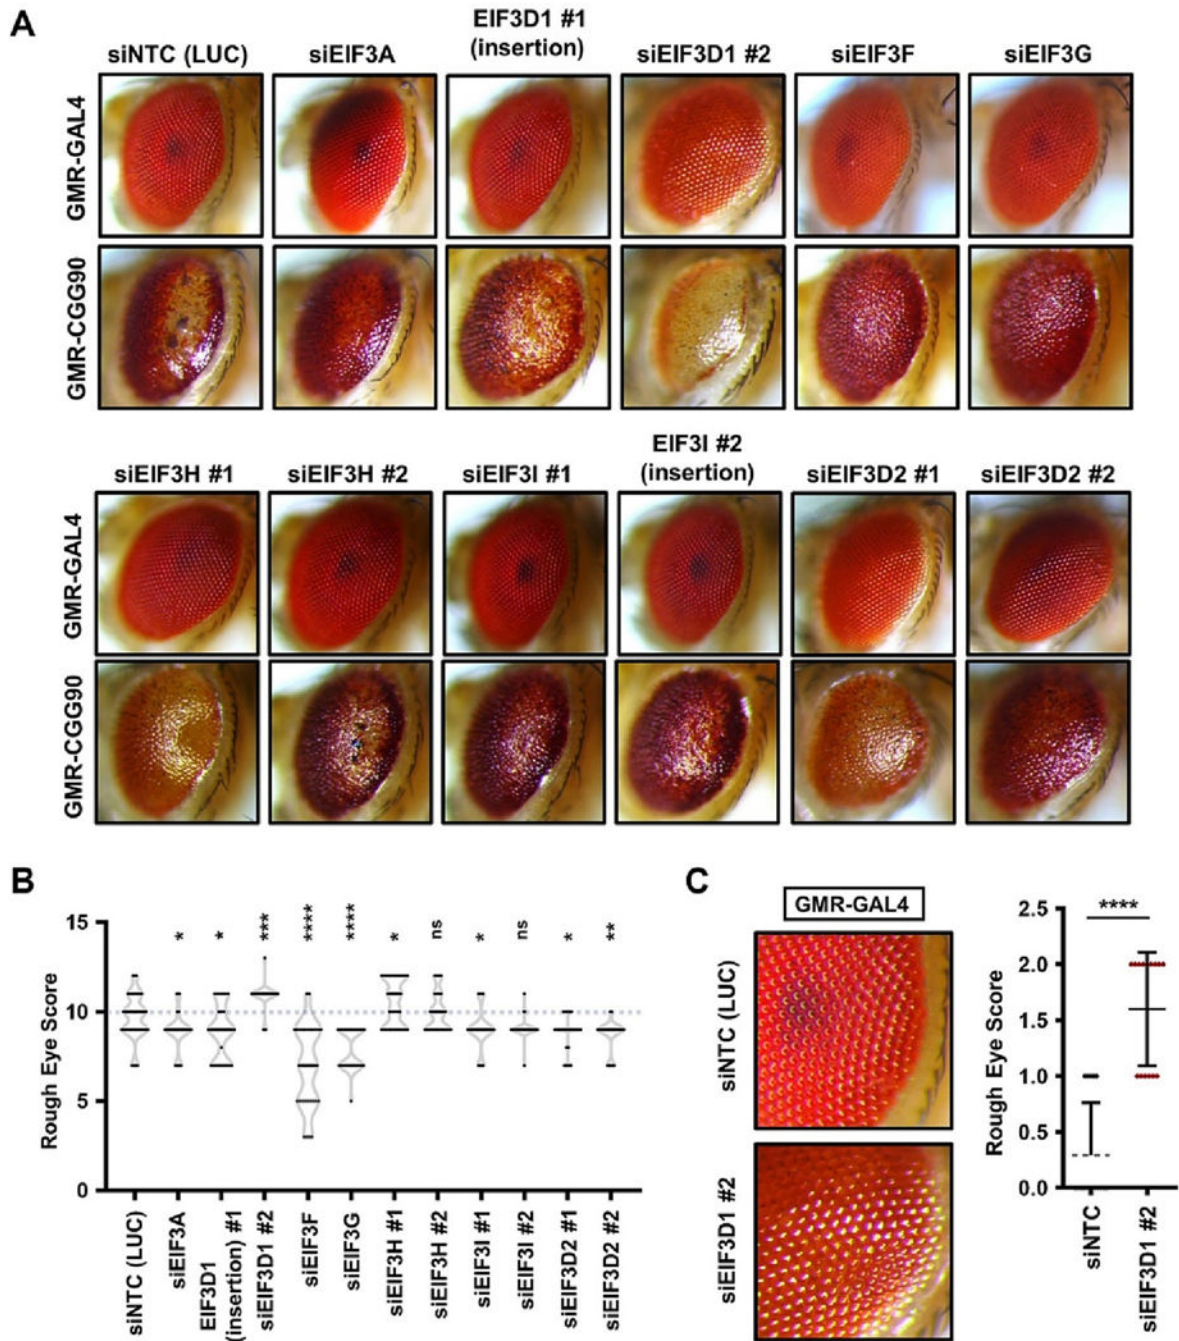 A
siNTC (LUC)
siEIF3A
EIF3D1 #1
(insertion)
siEIF3D1 #2
siEIF3F
siEIF3G
GMR-GAL4
GMR-CGG90
siEIF3H #1
siEIF3H #2
siEIF3I #1
EIF3I #2
(insertion)
siEIF3D2 #1
siEIF3D2 #2
GMR-GAL4
GMR-CGG90
B
Rough Eye Score
15
10
5
0
*
*
***
****
****
*
ns
*
ns
*
**
siNTC (LUC)
siEIF3A
EIF3D1
(insertion) #1
siEIF3D1 #2
siEIF3F
siEIF3G
siEIF3H #1
siEIF3H #2
siEIF3I #1
siEIF3I #2
siEIF3D2 #1
siEIF3D2 #2
C
GMR-GAL4
siNTC (LUC)
siEIF3D1 #2
Rough Eye Score
2.5
2.0
1.5
1.0
0.5
0.0
****
siNTC
siEIF3D1 #2